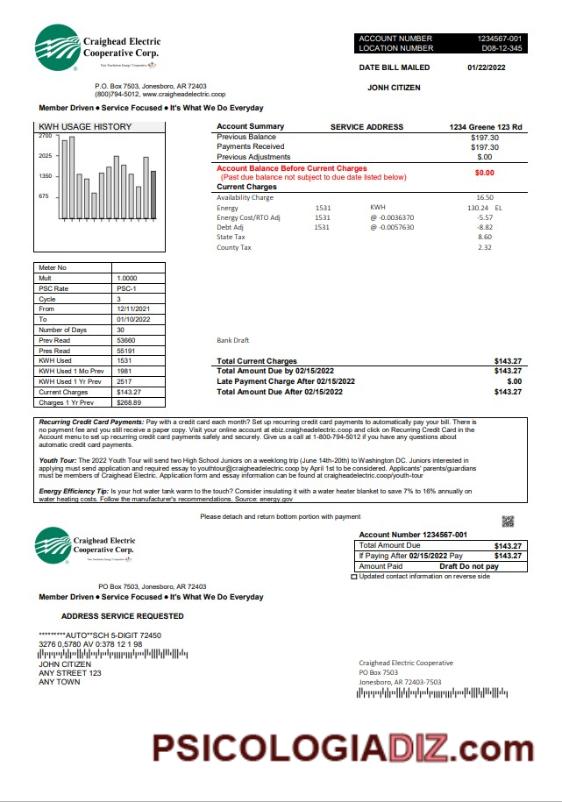 Craighead Electric
Cooperative Corp.
P.O. Box 7503, Jonesboro, AR 72403
(800)794-5012, www.craigheadelectric.coop
Member Driven ● Service Focused ● It's What We Do Everyday
ACCOUNT NUMBER 1234567-001
LOCATION NUMBER D08-12-345
DATE BILL MAILED 01/22/2022
JONH CITIZEN
KWH USAGE HISTORY
2700
2025
1350
675
Account Summary SERVICE ADDRESS 1234 Greene 123 Rd
Previous Balance $197.30
Payments Received $197.30
Previous Adjustments $.00
Account Balance Before Current Charges $0.00
(Past due balance not subject to due date listed below)
Current Charges
Availability Charge 16.50
Energy 1531 KWH 130.24 EL
Energy Cost/RTO Adj 1531 @ -0.0036370 -5.57
Debt Adj 1531 @ -0.0057630 -8.82
State Tax 8.60
County Tax 2.32
Meter No
Mult 1.0000
PSC Rate PSC-1
Cycle 3
From 12/11/2021
To 01/10/2022
Number of Days 30
Prev Read 53660
Pres Read 55191
KWH Used 1531
KWH Used 1 Mo Prev 1981
KWH Used 1 Yr Prev 2517
Current Charges $143.27
Charges 1 Yr Prev $268.89
Bank Draft
Total Current Charges $143.27
Total Amount Due by 02/15/2022 $143.27
Late Payment Charge After 02/15/2022 $.00
Total Amount Due After 02/15/2022 $143.27
Recurring Credit Card Payments: Pay with a credit card each month? Set up recurring credit card payments to automatically pay your bill. There is
no payment fee and you still receive a paper copy. Visit your online account at ebiz.craigheadelectric.coop and click on Recurring Credit Card in the
Account menu to set up recurring credit card payments safely and securely. Give us a call at 1-800-794-5012 if you have any questions about
automatic credit card payments.
Youth Tour: The 2022 Youth Tour will send two High School Juniors on a weeklong trip (June 14th-20th) to Washington DC. Juniors interested in
applying must send application and required essay to youthtour@craigheadelectric.coop by April 1st to be considered. Applicants' parents/guardians
must be members of Craighead Electric. Application form and essay information can be found at craigheadelectric.coop/youth-tour
Energy Efficiency Tip: Is your hot water tank warm to the touch? Consider insulating it with a water heater blanket to save 7% to 16% annually on
water heating costs. Follow the manufacturer's recommendations. Source: energy.gov
Please detach and return bottom portion with payment
Craighead Electric
Cooperative Corp.
PO Box 7503, Jonesboro, AR 72403
Member Driven ● Service Focused ● It's What We Do Everyday
Account Number 1234567-001
Total Amount Due $143.27
If Paying After 02/15/2022 Pay $143.27
Amount Paid Draft Do not pay
Updated contact information on reverse side
ADDRESS SERVICE REQUESTED
*********AUTO**SCH 5-DIGIT 72450
3276 0,5780 AV 0:378 12 1 98
JOHN CITIZEN
ANY STREET 123
ANY TOWN
Craighead Electric Cooperative
PO Box 7503
Jonesboro, AR 72403-7503
PSICOLOGIADIZ.com